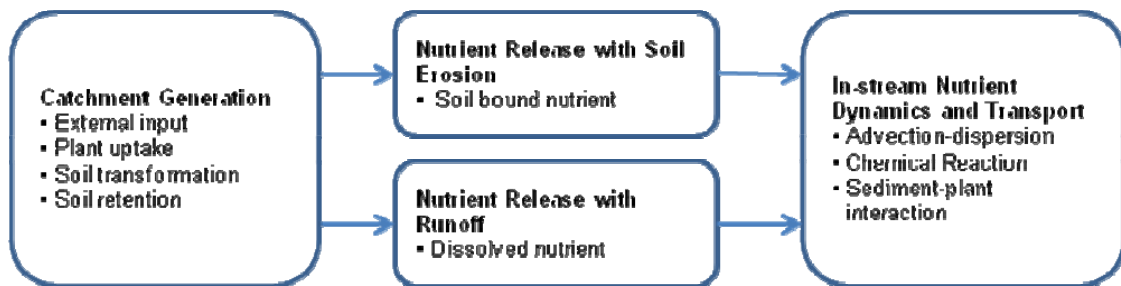 Catchment Generation
▪ External input
▪ Plant uptake
▪ Soil transformation
▪ Soil retention
Nutrient Release with Soil
Erosion
▪ Soil bound nutrient
Nutrient Release with
Runoff
▪ Dissolved nutrient
In-stream Nutrient
Dynamics and Transport
▪ Advection-dispersion
▪ Chemical Reaction
▪ Sediment-plant
interaction